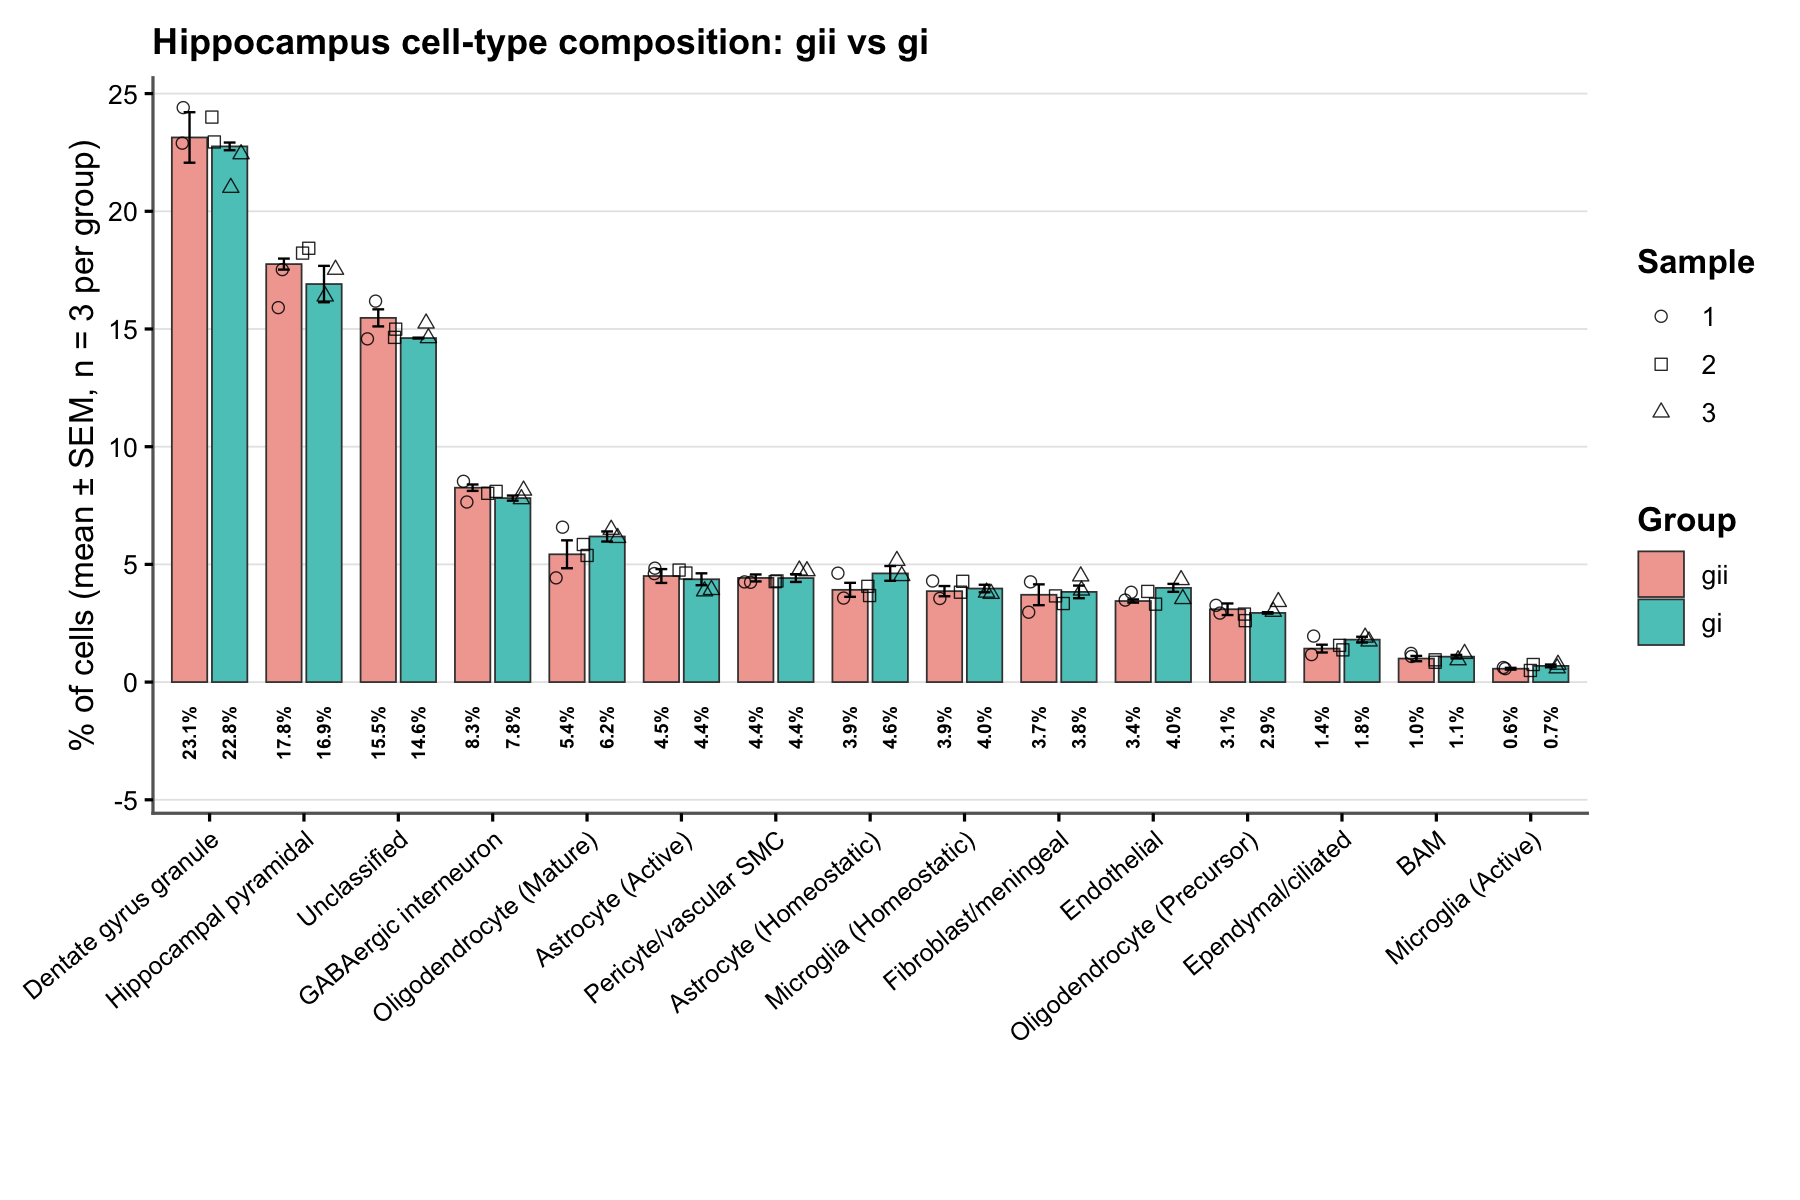 Hippocampus cell-type composition: gii vs gi
% of cells (mean ± SEM, n = 3 per group)
25
20
15
10
5
0
-5
23.1%
22.8%
17.8%
16.9%
15.5%
14.6%
8.3%
7.8%
5.4%
6.2%
4.5%
4.4%
4.4%
4.4%
3.9%
4.6%
3.9%
4.0%
3.7%
3.8%
3.4%
4.0%
3.1%
2.9%
1.4%
1.8%
1.0%
1.1%
0.6%
0.7%
Dentate gyrus granule
Hippocampal pyramidal
Unclassified
GABAergic interneuron
Oligodendrocyte (Mature)
Astrocyte (Active)
Pericyte/vascular SMC
Astrocyte (Homeostatic)
Microglia (Homeostatic)
Fibroblast/meningeal
Endothelial
Oligodendrocyte (Precursor)
Ependymal/ciliated
BAM
Microglia (Active)
Sample
1
2
3
Group
gii
gi